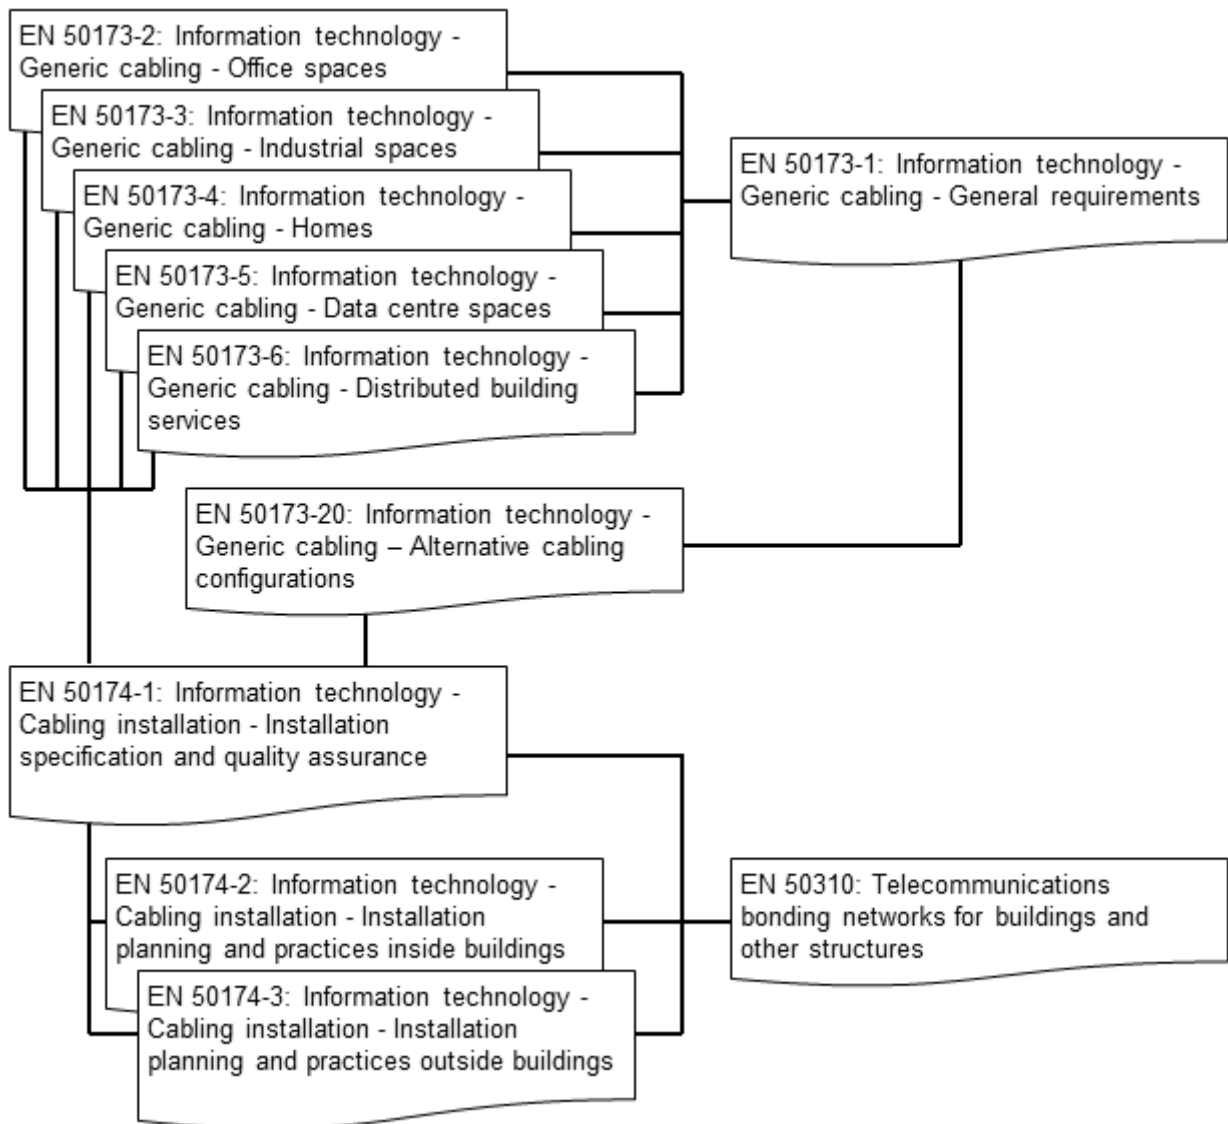 EN 50173-2: Information technology -
Generic cabling - Office spaces
EN 50173-3: Information technology -
Generic cabling - Industrial spaces
EN 50173-4: Information technology -
Generic cabling - Homes
EN 50173-5: Information technology -
Generic cabling - Data centre spaces
EN 50173-6: Information technology -
Generic cabling - Distributed building
services
EN 50173-1: Information technology -
Generic cabling - General requirements
EN 50173-20: Information technology -
Generic cabling – Alternative cabling
configurations
EN 50174-1: Information technology -
Cabling installation - Installation
specification and quality assurance
EN 50174-2: Information technology -
Cabling installation - Installation
planning and practices inside buildings
EN 50174-3: Information technology -
Cabling installation - Installation
planning and practices outside buildings
EN 50310: Telecommunications
bonding networks for buildings and
other structures